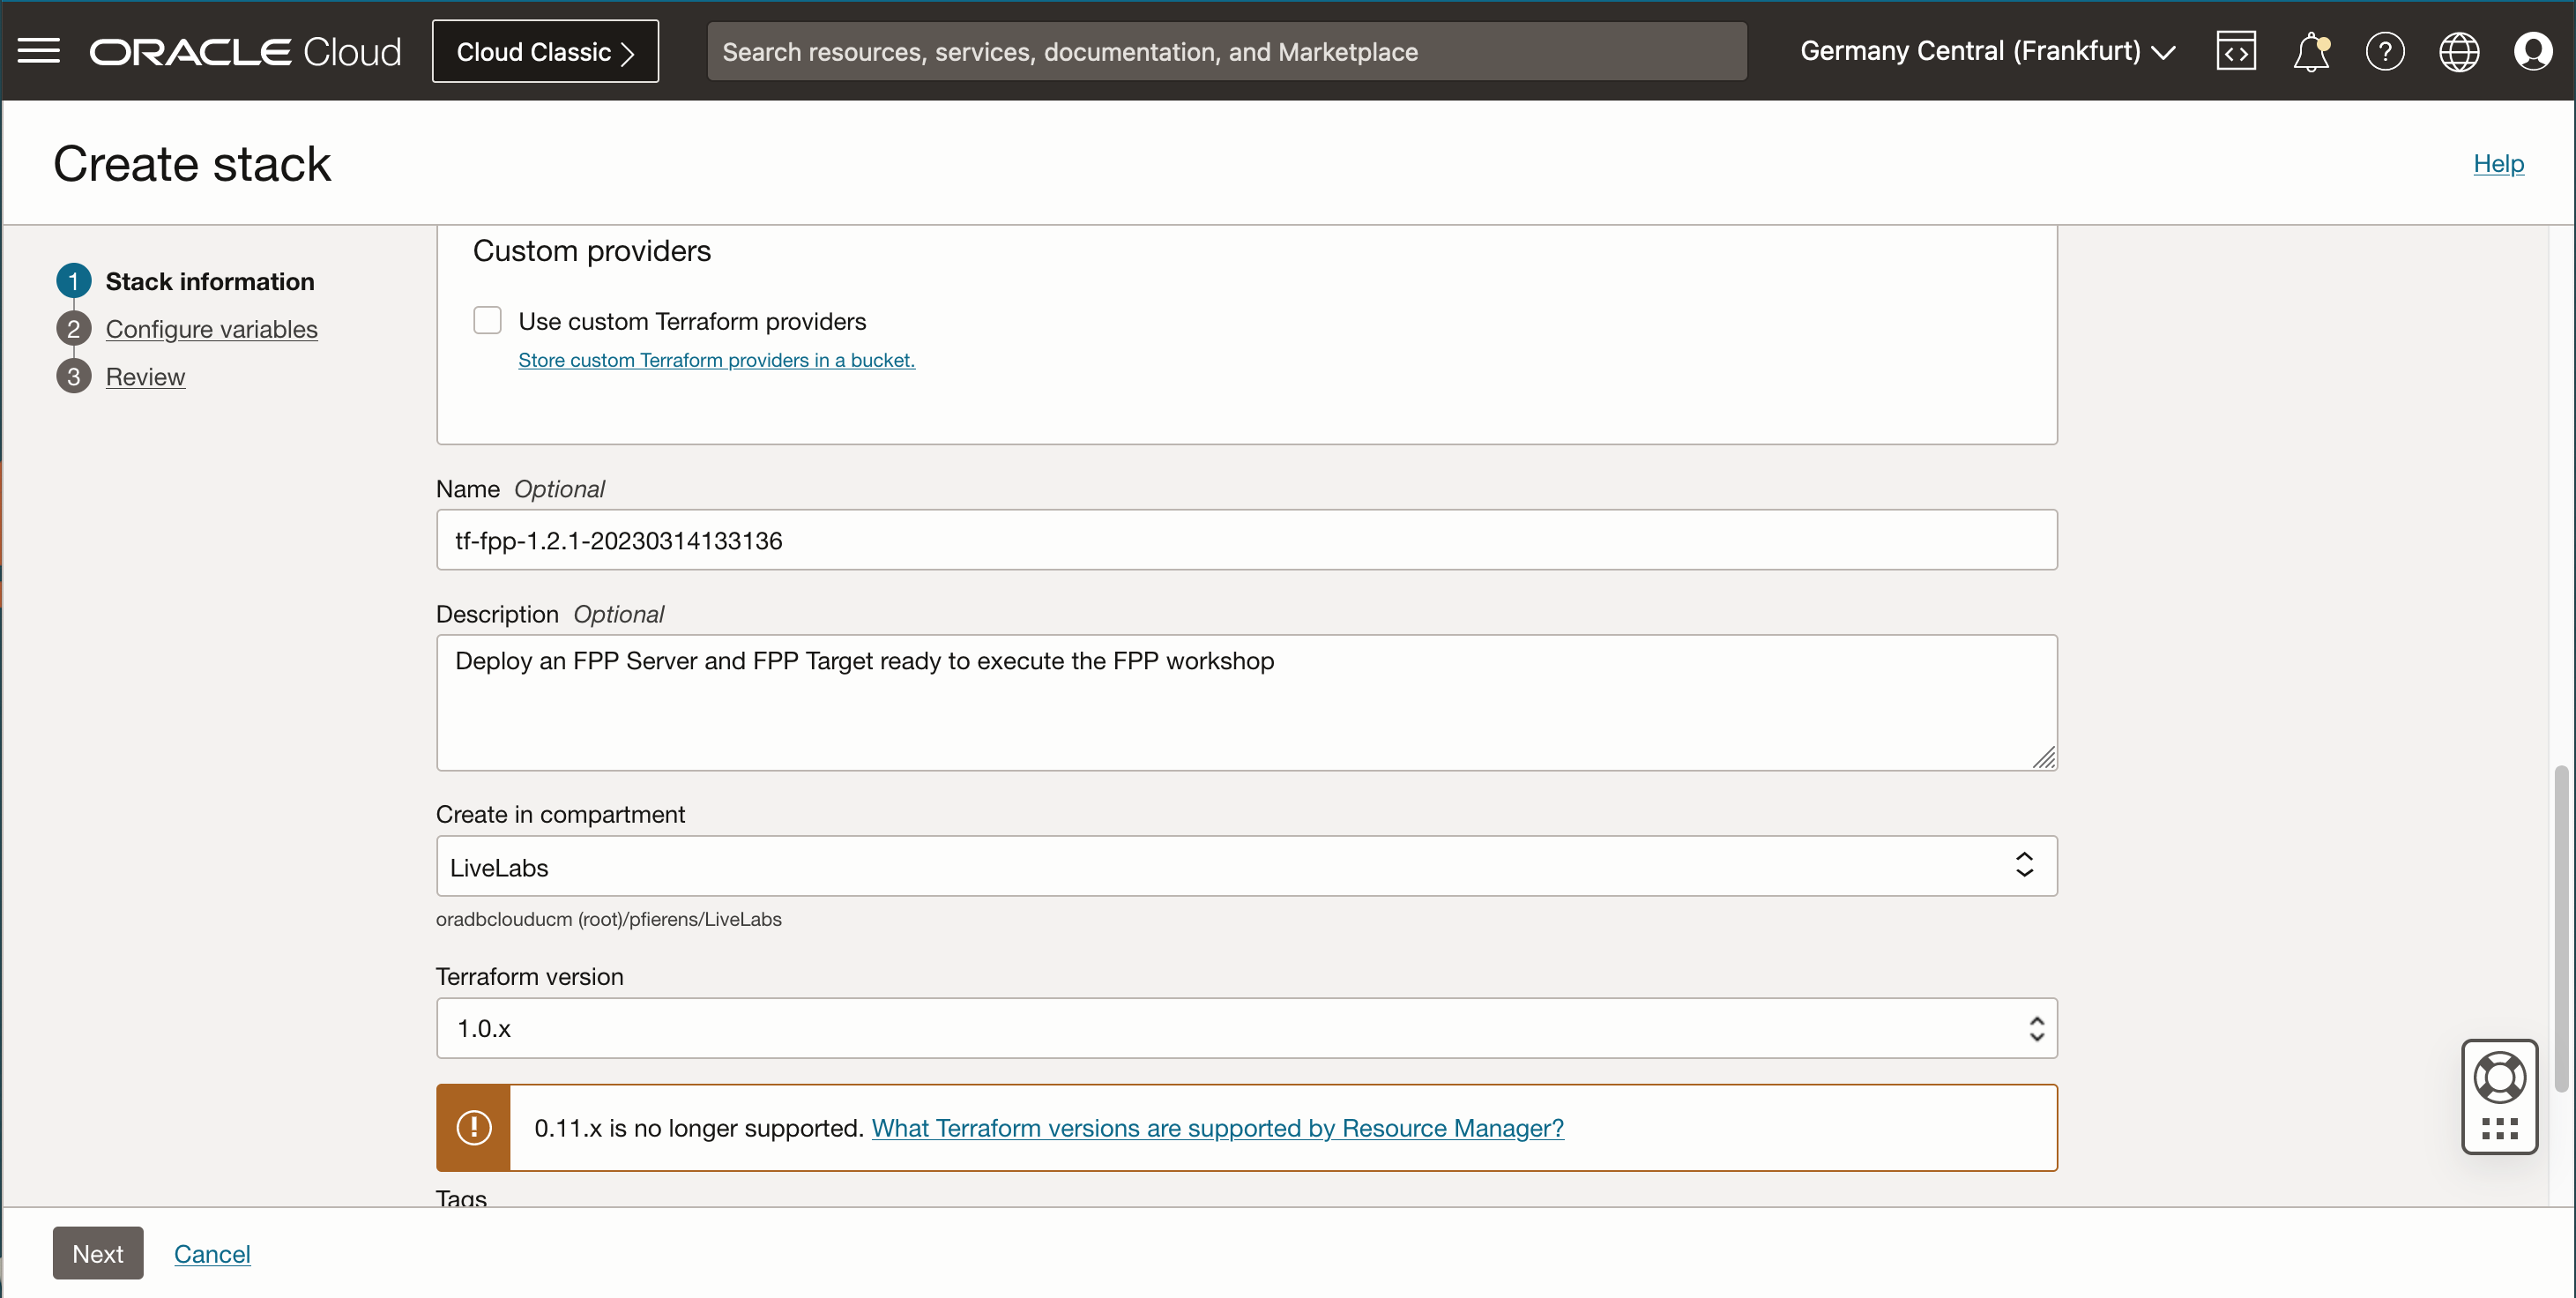 ORACLE Cloud
Cloud Classic
Search resources, services, documentation, and Marketplace
Germany Central (Frankfurt)
Create stack
Help
1 Stack information
2 Configure variables
3 Review
Custom providers
Use custom Terraform providers
Store custom Terraform providers in a bucket.
Name Optional
tf-fpp-1.2.1-20230314133136
Description Optional
Deploy an FPP Server and FPP Target ready to execute the FPP workshop
Create in compartment
LiveLabs
oradbclouducm (root)/pfierens/LiveLabs
Terraform version
1.0.x
0.11.x is no longer supported. What Terraform versions are supported by Resource Manager?
Tags
Next Cancel